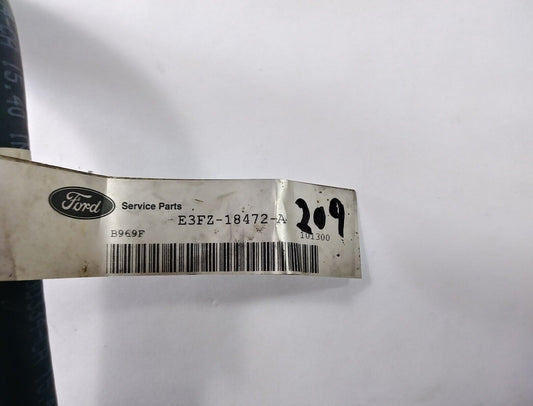 Ford
Service Parts
E3FZ-18472-A
209
B969F
101300